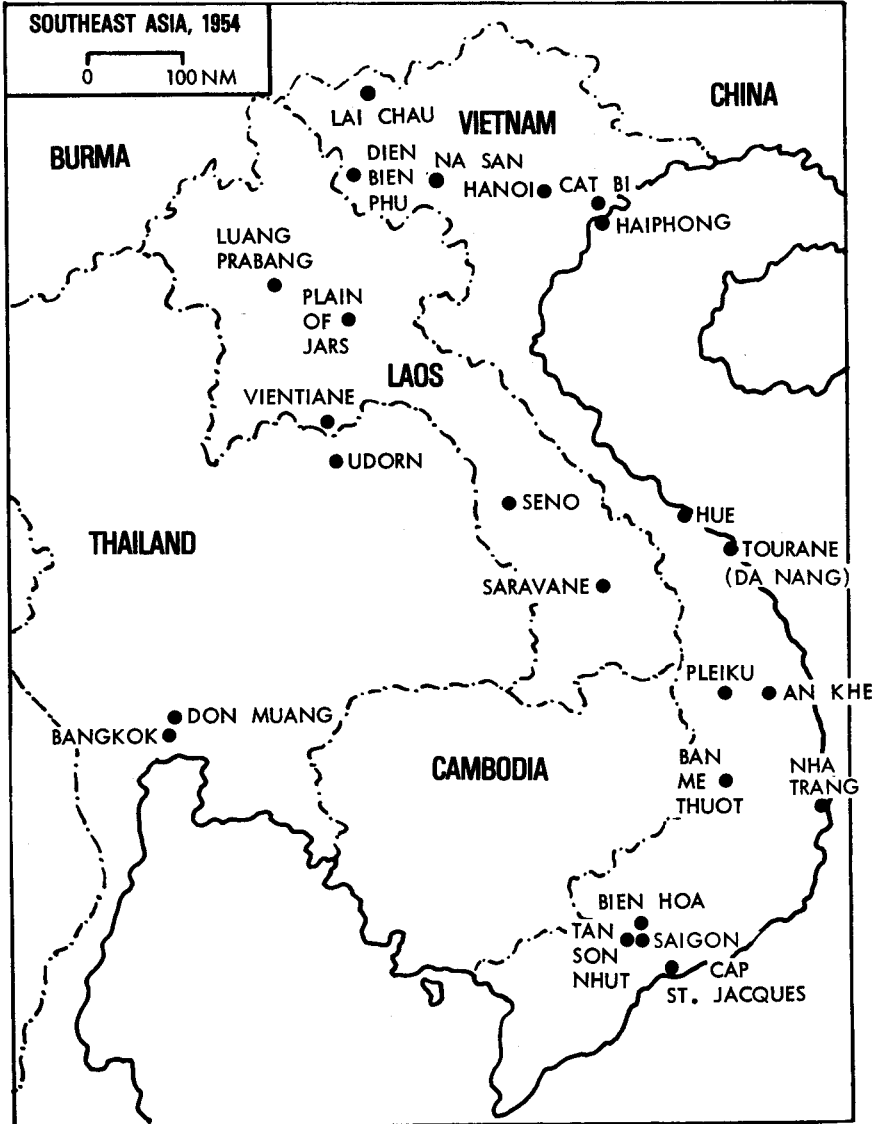 SOUTHEAST ASIA, 1954
0 100 NM
CHINA
LAI CHAU
VIETNAM
BURMA
DIEN
BIEN
PHU
NA SAN
HANOI
CAT BI
HAIPHONG
LUANG
PRABANG
PLAIN
OF
JARS
LAOS
VIENTIANE
UDORN
SENO
HUE
THAILAND
TOURANE
(DA NANG)
SARAVANE
PLEIKU
AN KHE
DON MUANG
BANGKOK
CAMBODIA
BAN
ME
THUOT
NHA
TRANG
BIEN HOA
TAN
SON
NHUT
SAIGON
CAP
ST. JACQUES